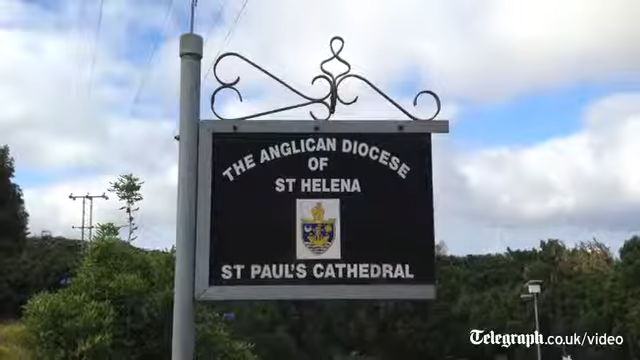 THE ANGLICAN DIOCESE
OF
ST HELENA
ST PAUL'S CATHEDRAL
Telegraph.co.uk/video